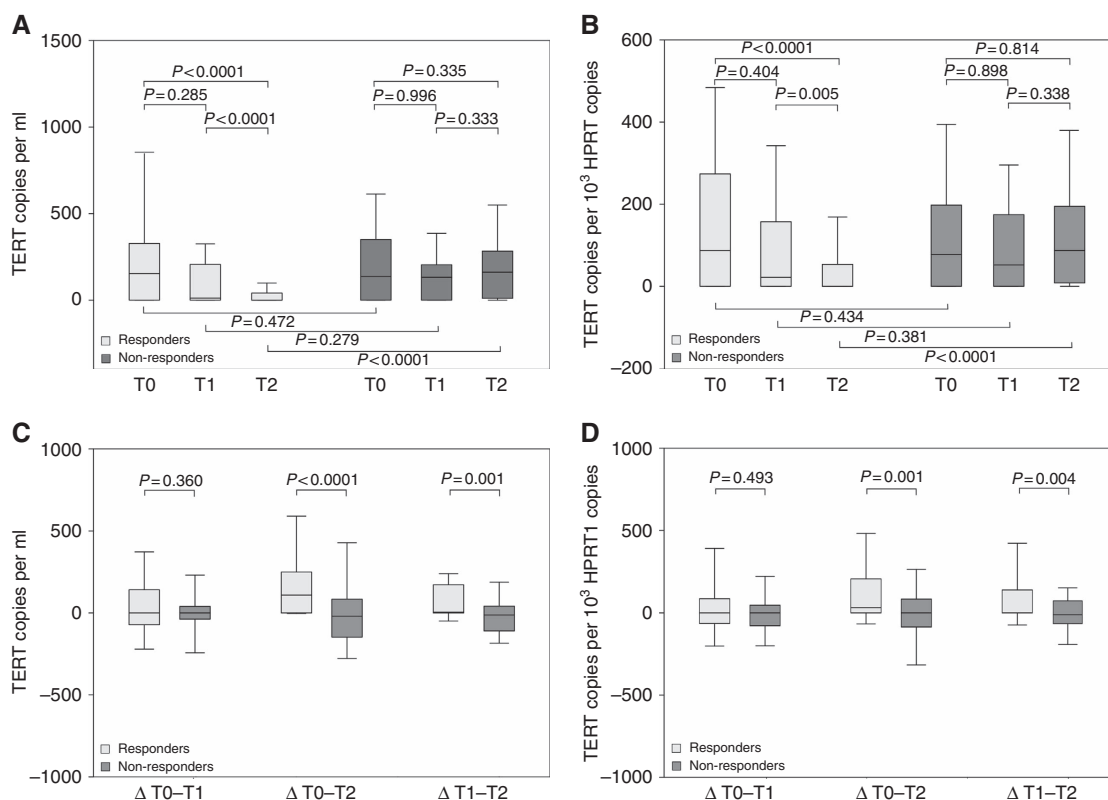 A
TERT copies per ml
1500
1000
500
0
P<0.0001
P=0.285
P<0.0001
P=0.335
P=0.996
P=0.333
P=0.472
P=0.279
P<0.0001
Responders
Non-responders
T0 T1 T2 T0 T1 T2
B
TERT copies per 10³ HPRT copies
600
400
200
0
−200
P<0.0001
P=0.404
P=0.005
P=0.814
P=0.898
P=0.338
P=0.434
P=0.381
P<0.0001
Responders
Non-responders
T0 T1 T2 T0 T1 T2
C
TERT copies per ml
1000
500
0
−500
−1000
P=0.360
P<0.0001
P=0.001
Responders
Non-responders
Δ T0–T1 Δ T0–T2 Δ T1–T2
D
TERT copies per 10³ HPRT1 copies
1000
500
0
−500
−1000
P=0.493
P=0.001
P=0.004
Responders
Non-responders
Δ T0–T1 Δ T0–T2 Δ T1–T2